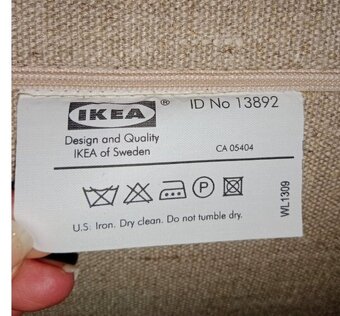 IKEA ® ID No 13892
Design and Quality
IKEA of Sweden CA 05404
P
U.S. Iron. Dry clean. Do not tumble dry.
WL1309